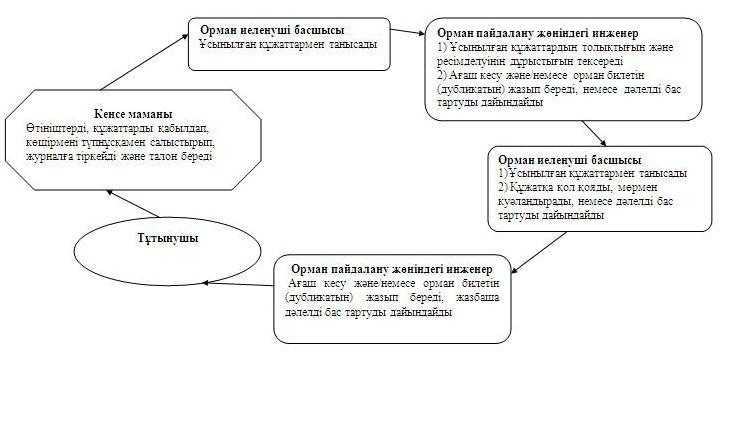 Орман иеленуші басшысы
Ұсынылған құжаттармен танысады
Орман пайдалану жөніндегі инженер
1) Ұсынылған құжаттардын толықтығын және
ресімделуінін дұрыстығын тексереді
2) Ағаш кесу және/немесе орман билетін
(дубликатын) жазып береді, немесе дәлелді бас
тартуды дайындайды
Кенсе маманы
Өтініштерді, құжаттарды қабылдап,
көшірмені түпнұсқамен салыстырып,
журналға тіркейді және талон береді
Орман иеленуші басшысы
1) Ұсынылған құжаттармен танысады
2) Құжатқа қол қояды, мөрмен
куәландырады, немесе дәлелді бас
тартуды дайындайды
Тұтынушы
Орман пайдалану жөніндегі инженер
Ағаш кесу және/немесе орман билетін
(дубликатын) жазып береді, жазбаша
дәлелді бас тартуды дайындайды